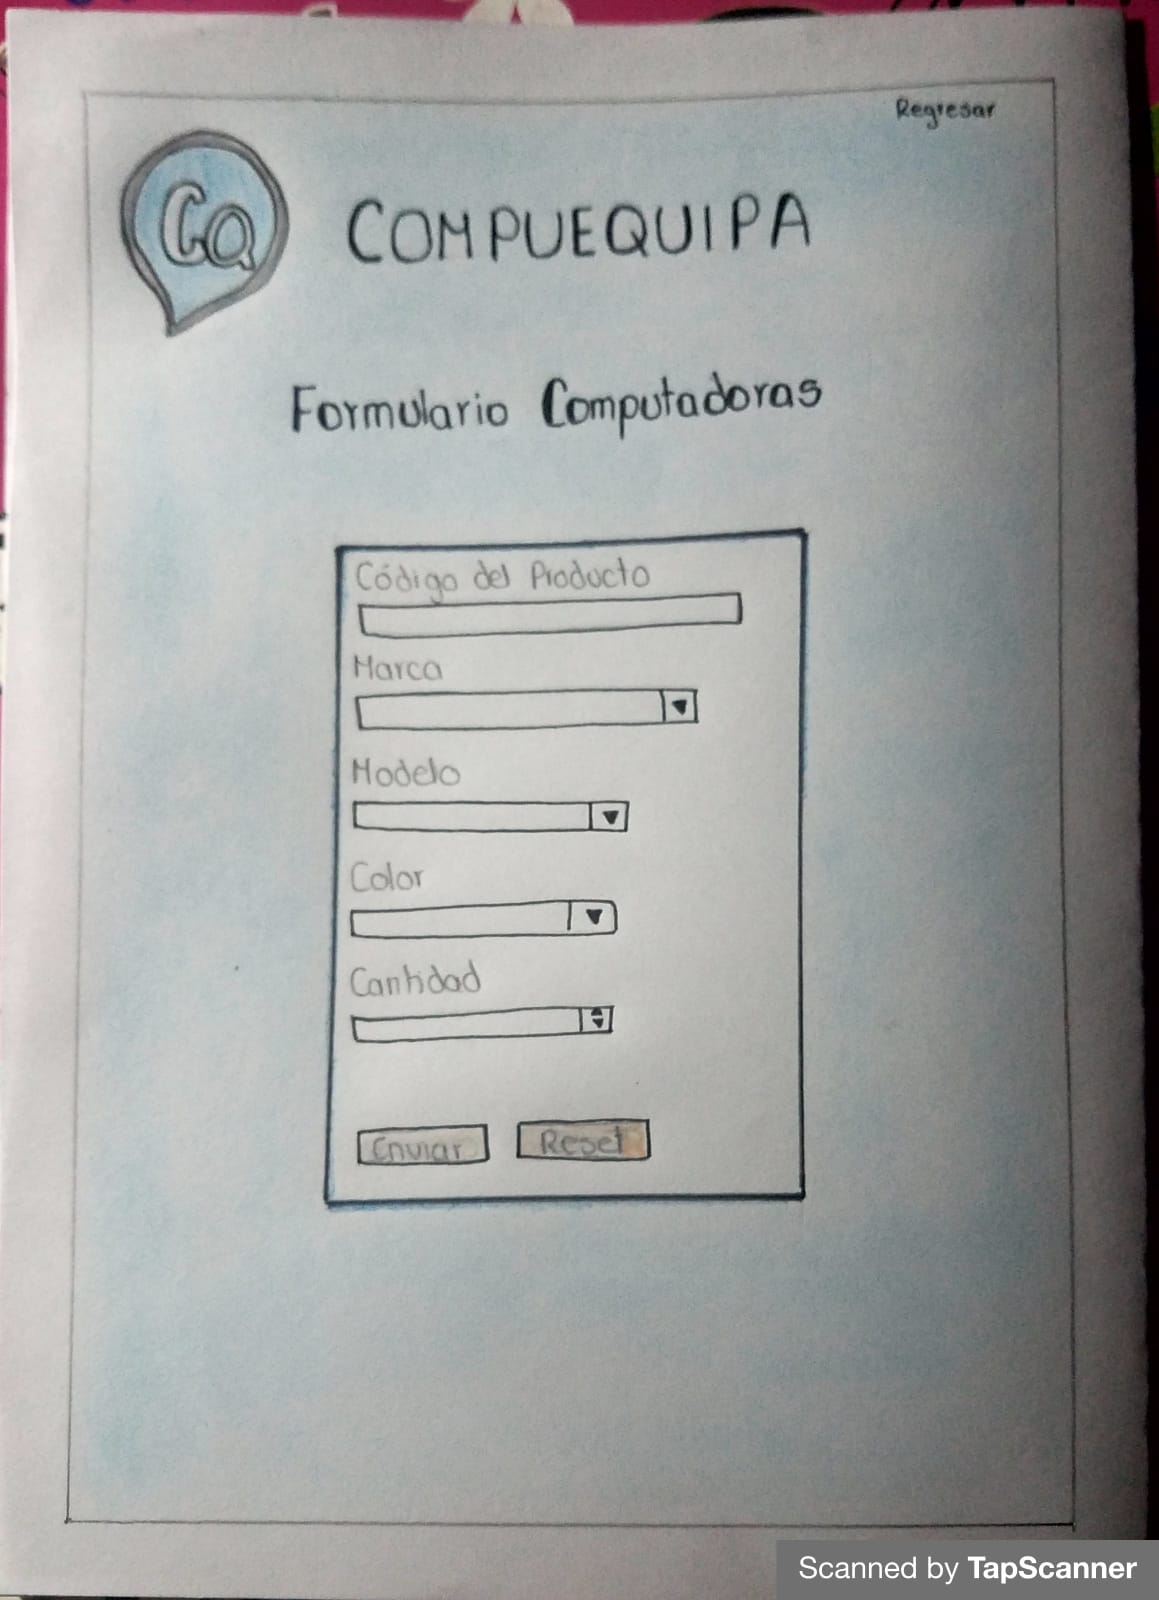 Regresar
CQ
COMPUEQUIPA
Formulario Computadoras
Código del Producto
Marca
Modelo
Color
Cantidad
Enviar Reset
Scanned by TapScanner